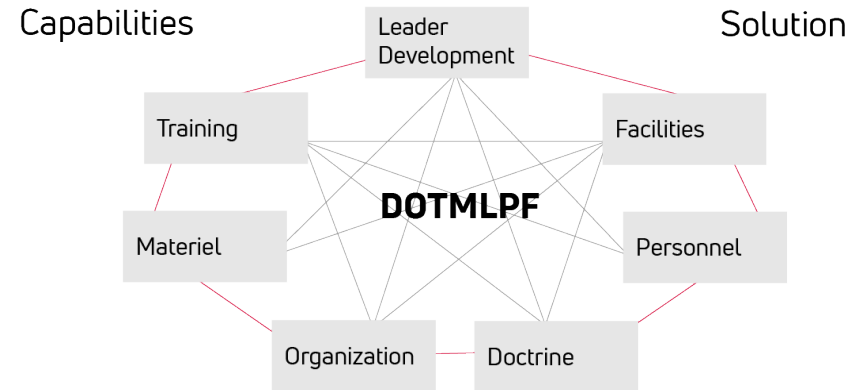 Capabilities
Solution
Leader
Development
Training
Facilities
DOTMLPF
Materiel
Personnel
Organization
Doctrine